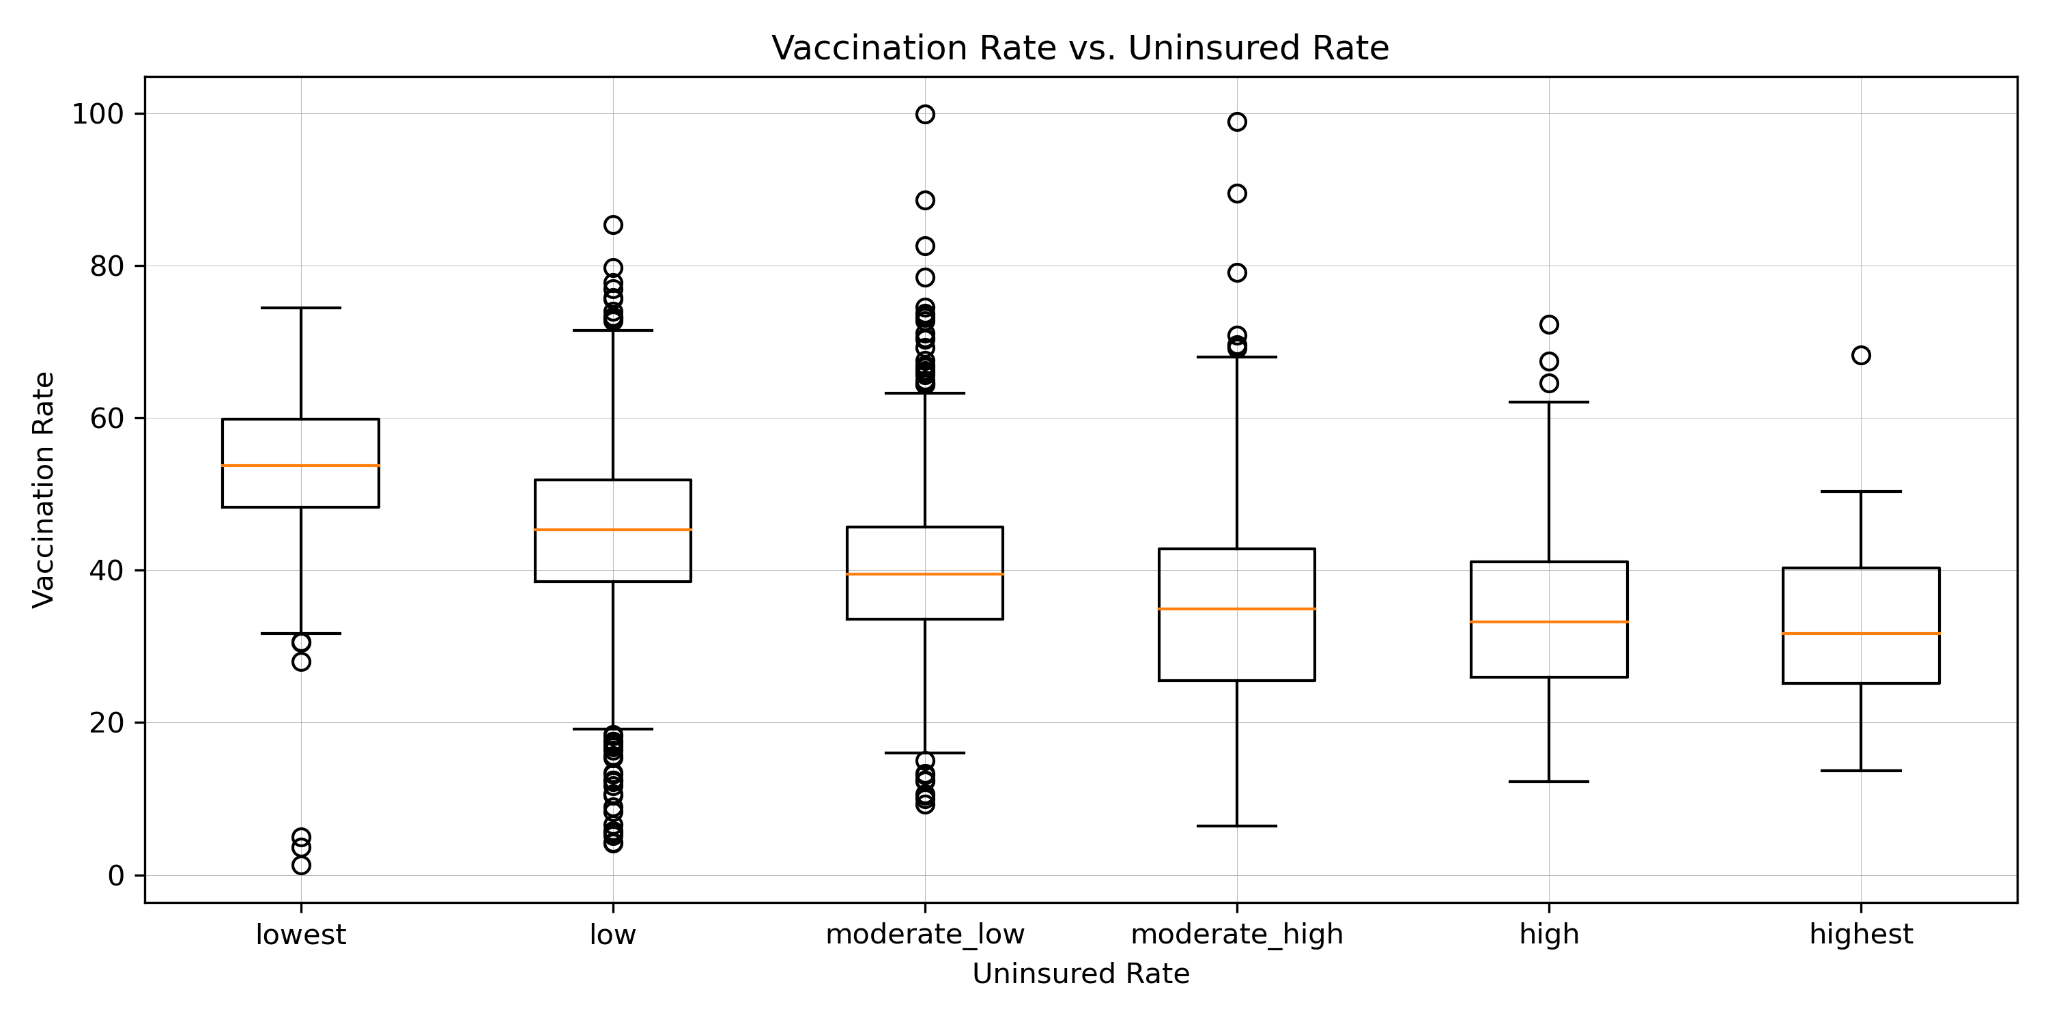 Vaccination Rate vs. Uninsured Rate
Vaccination Rate
100
80
60
40
20
0
lowest low moderate_low moderate_high high highest
Uninsured Rate